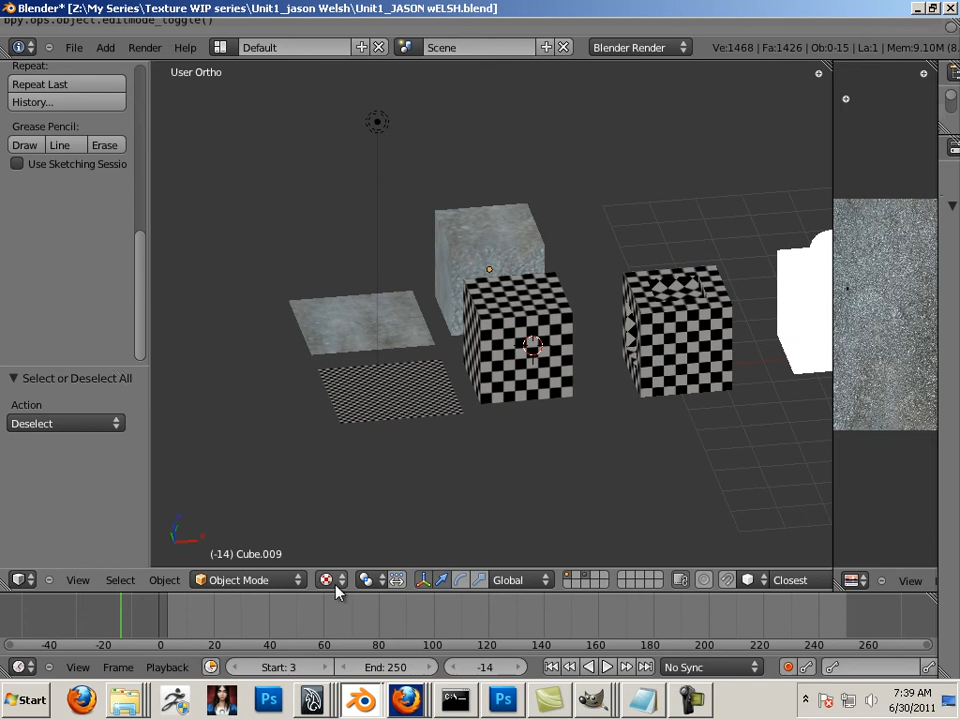 Blender* [Z:\My Series\Texture WIP series\Unit1_jason Welsh\Unit1_JASON wELSH.blend]
bpy.ops.object.editmode_toggle()
File Add Render Help Default Scene Blender Render Ve:1468 | Fa:1426 | Ob:0-15 | La:1 | Mem:9.10M (8.
Repeat:
Repeat Last
History...
Grease Pencil:
Draw Line Erase
Use Sketching Sessio
Select or Deselect All
Action
Deselect
User Ortho
(-14) Cube.009
View Select Object Object Mode Global Closest View
-40 -20 0 20 40 60 80 100 120 140 160 180 200 220 240 260
View Frame Playback Start: 3 End: 250 -14 No Sync
Start Ps Ps 7:39 AM
6/30/2011